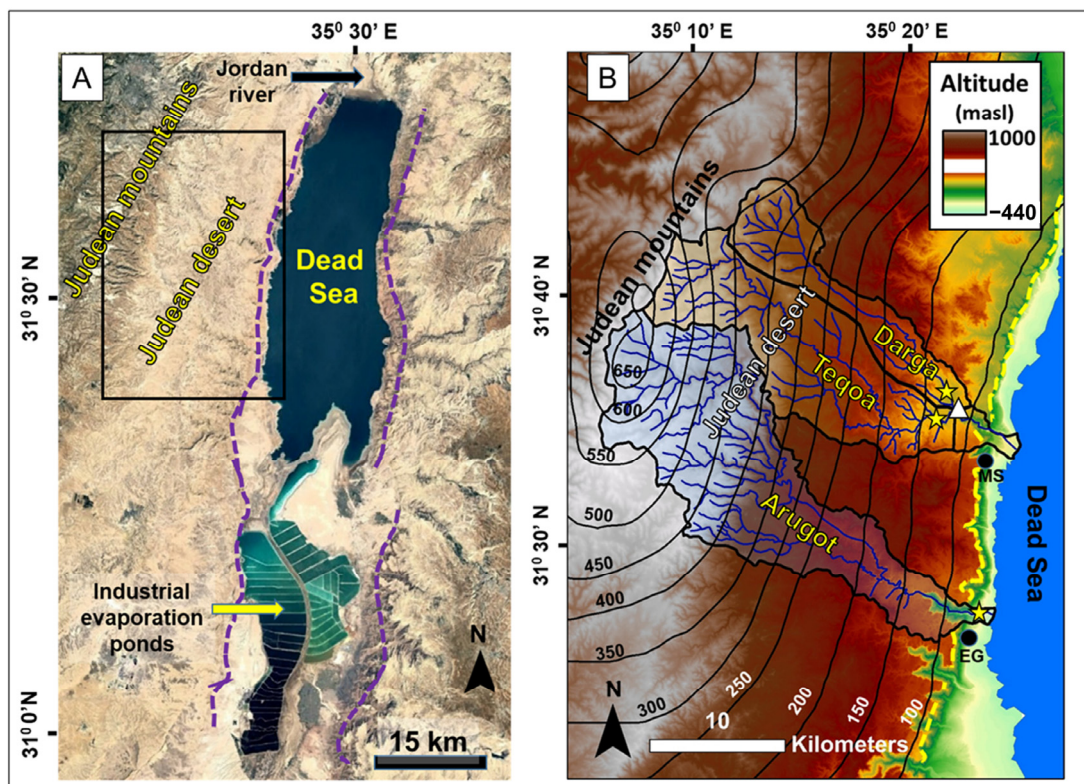 35⁰ 30' E
A
Jordan
river
Judean mountains
Judean desert
Dead
Sea
31⁰ 30' N
Industrial
evaporation
ponds
N
31⁰ 0' N
15 km
35⁰ 10' E
35⁰ 20' E
B
Altitude
(masl)
1000
−440
Judean mountains
31⁰ 40' N
Judean desert
Darga
Teqoa
650
600
550
MS
500
Arugot
Dead Sea
31⁰ 30' N
450
400
350
EG
300
250
200
150
100
N
10
Kilometers